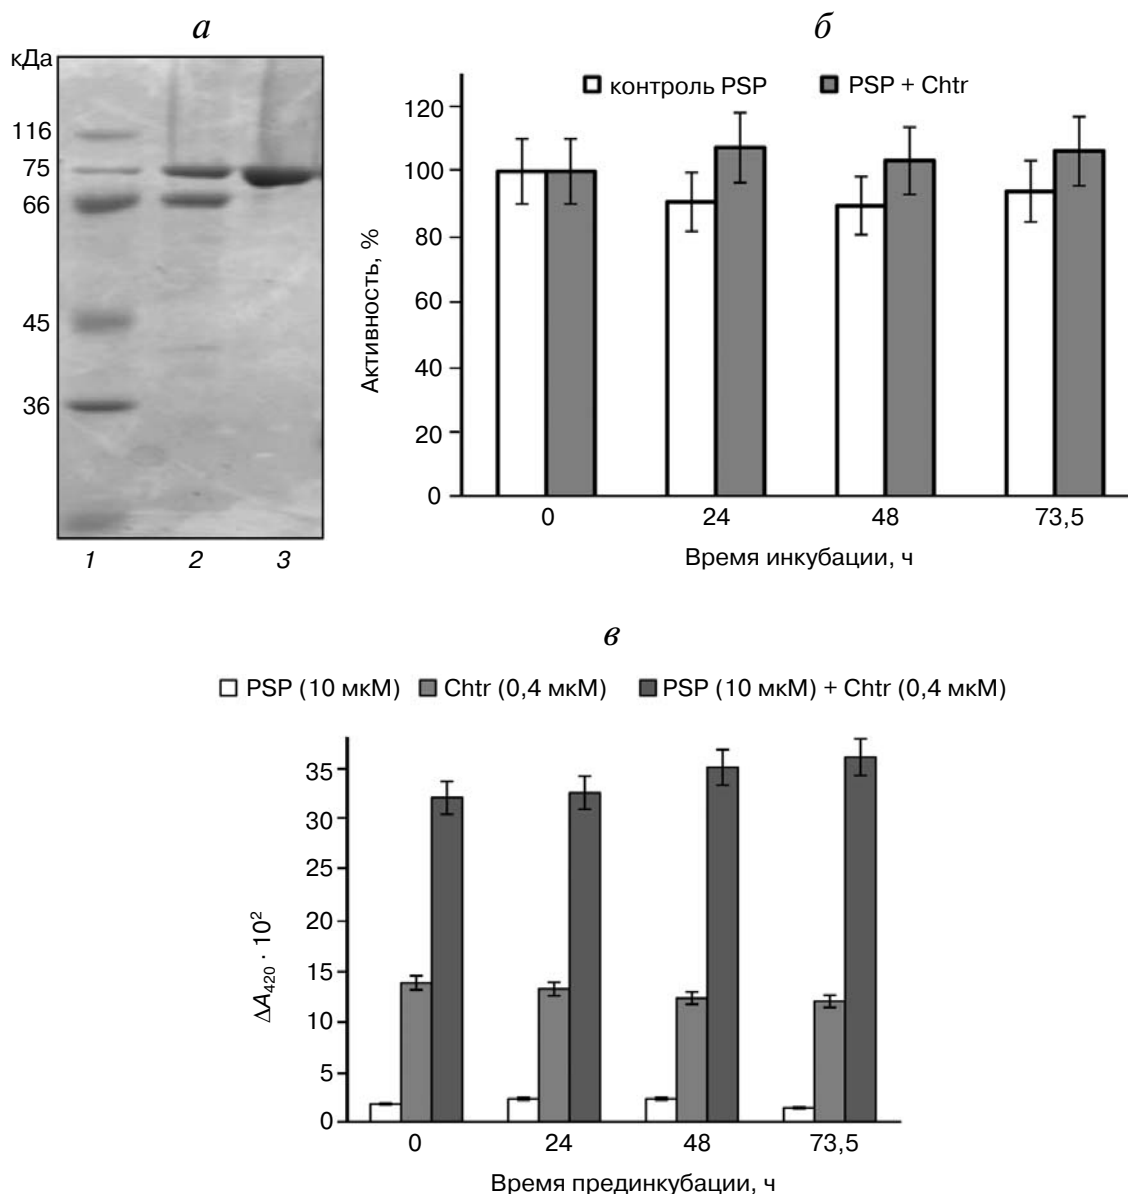 а
кДа
116
75
66
45
36
1 2 3
б
контроль PSP PSP + Chtr
Активность, %
120
100
80
60
40
20
0
0 24 48 73,5
Время инкубации, ч
в
PSP (10 мкМ) Chtr (0,4 мкМ) PSP (10 мкМ) + Chtr (0,4 мкМ)
ΔA₄₂₀ · 10²
35
30
25
20
15
10
5
0
0 24 48 73,5
Время прединкубации, ч